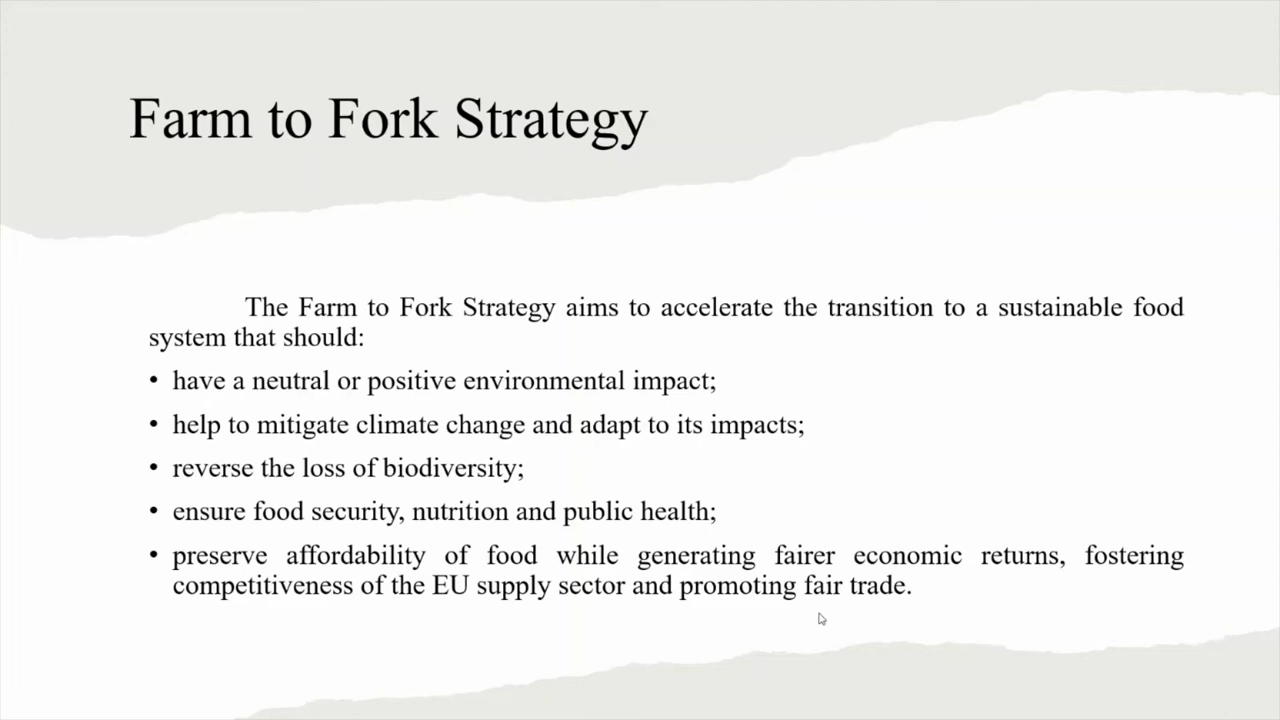 Farm to Fork Strategy
The Farm to Fork Strategy aims to accelerate the transition to a sustainable food
system that should:
• have a neutral or positive environmental impact;
• help to mitigate climate change and adapt to its impacts;
• reverse the loss of biodiversity;
• ensure food security, nutrition and public health;
• preserve affordability of food while generating fairer economic returns, fostering
competitiveness of the EU supply sector and promoting fair trade.